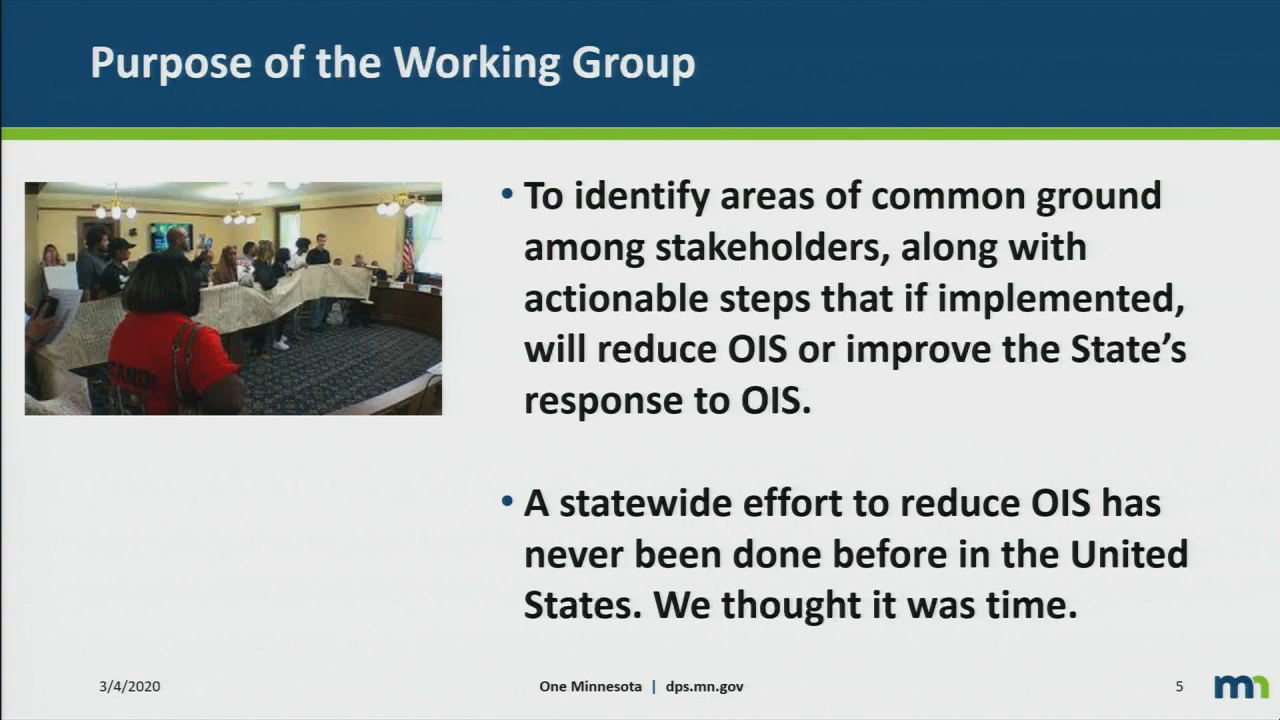 Purpose of the Working Group
• To identify areas of common ground
among stakeholders, along with
actionable steps that if implemented,
will reduce OIS or improve the State’s
response to OIS.
• A statewide effort to reduce OIS has
never been done before in the United
States. We thought it was time.
3/4/2020
One Minnesota | dps.mn.gov
5
mn